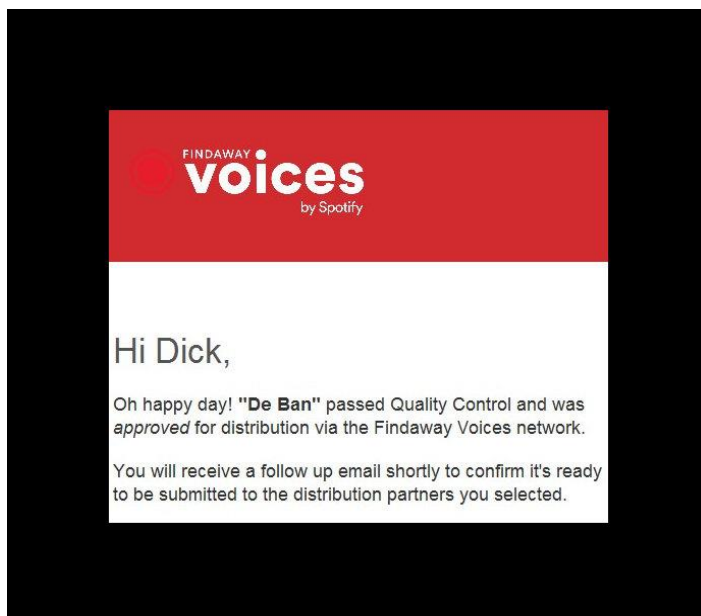 FINDAWAY
voices
by Spotify
Hi Dick,
Oh happy day! "De Ban" passed Quality Control and was
approved for distribution via the Findaway Voices network.
You will receive a follow up email shortly to confirm it's ready
to be submitted to the distribution partners you selected.